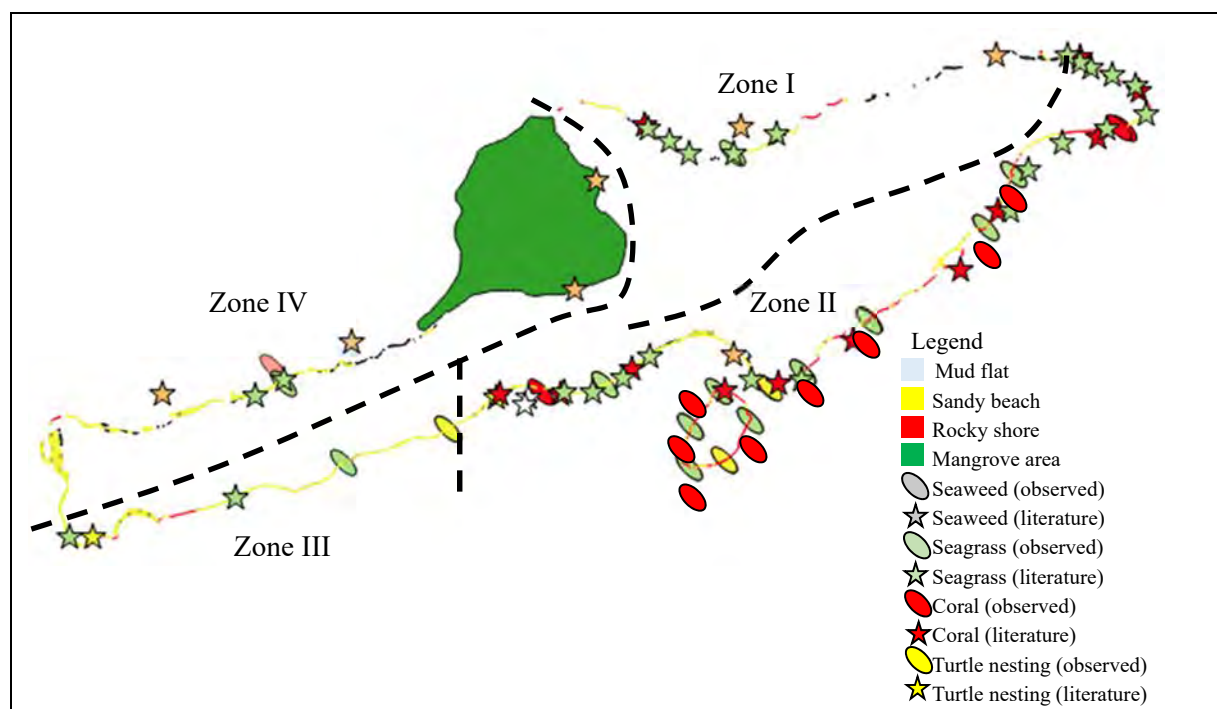 Zone I
Zone IV
Zone II
Zone III
Legend
Mud flat
Sandy beach
Rocky shore
Mangrove area
Seaweed (observed)
Seaweed (literature)
Seagrass (observed)
Seagrass (literature)
Coral (observed)
Coral (literature)
Turtle nesting (observed)
Turtle nesting (literature)